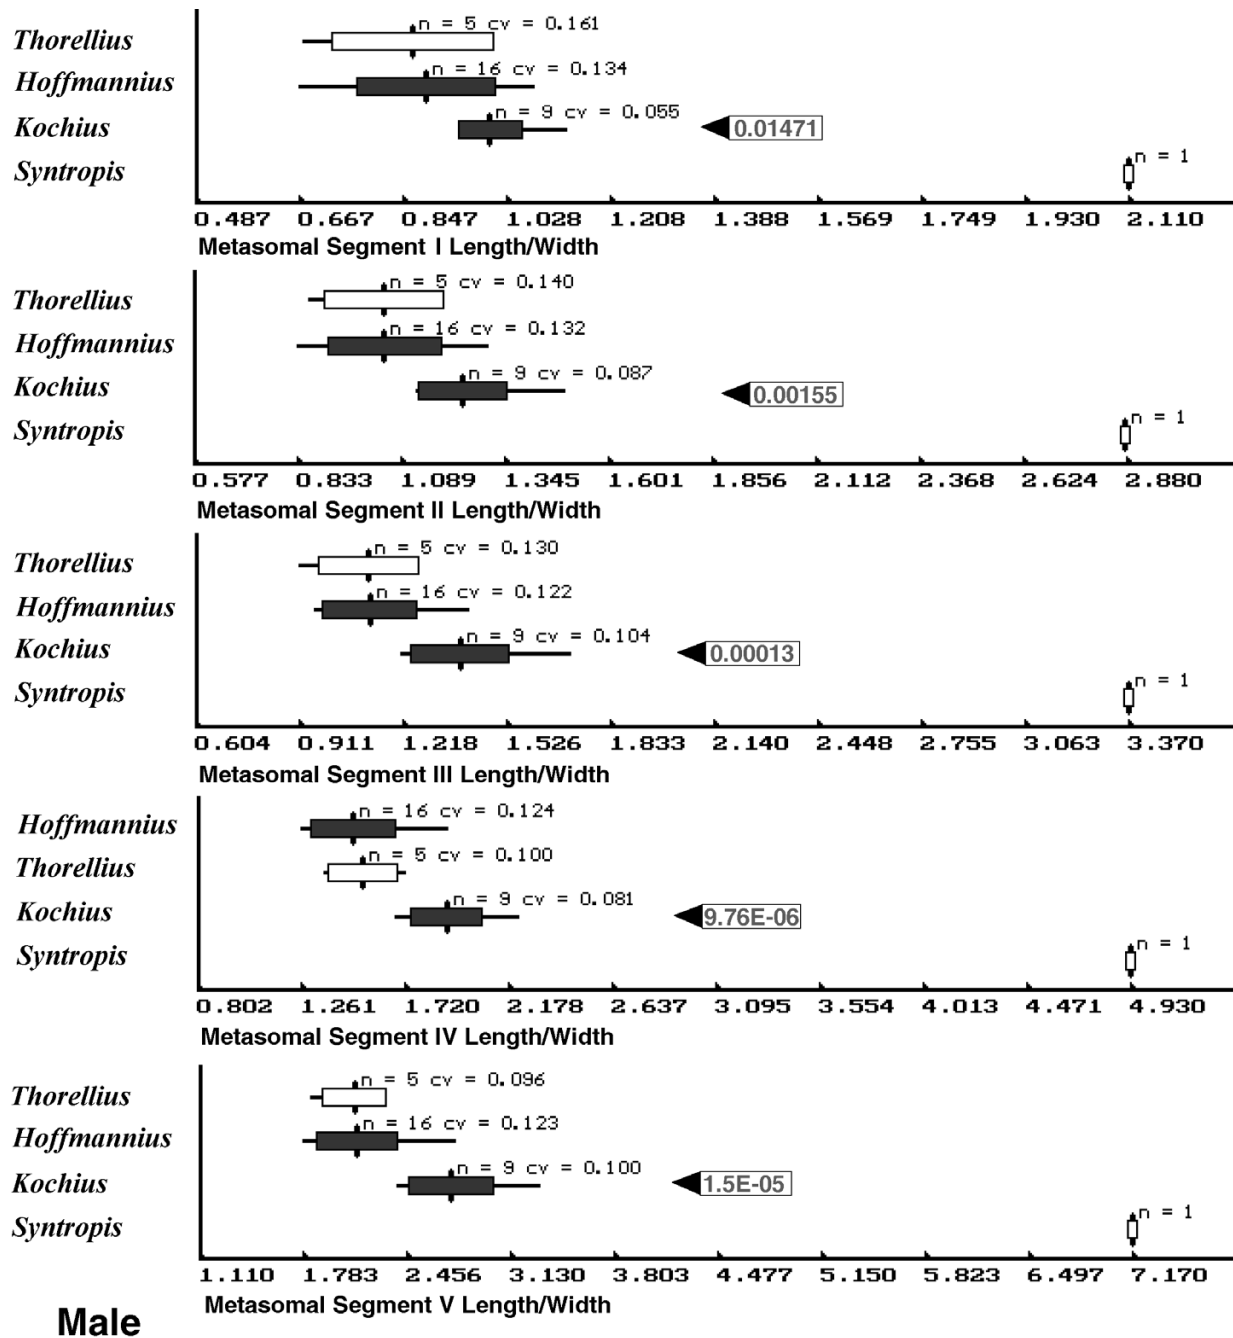 n = 5 cv = 0.161
Thorellius
n = 16 cv = 0.134
Hoffmannius
n = 9 cv = 0.055
Kochius
0.01471
n = 1
Syntropis
0.487 0.667 0.847 1.028 1.208 1.388 1.569 1.749 1.930 2.110
Metasomal Segment I Length/Width
n = 5 cv = 0.140
Thorellius
n = 16 cv = 0.132
Hoffmannius
n = 9 cv = 0.087
Kochius
0.00155
n = 1
Syntropis
0.577 0.833 1.089 1.345 1.601 1.856 2.112 2.368 2.624 2.880
Metasomal Segment II Length/Width
n = 5 cv = 0.130
Thorellius
n = 16 cv = 0.122
Hoffmannius
n = 9 cv = 0.104
Kochius
0.00013
n = 1
Syntropis
0.604 0.911 1.218 1.526 1.833 2.140 2.448 2.755 3.063 3.370
Metasomal Segment III Length/Width
n = 16 cv = 0.124
Hoffmannius
n = 5 cv = 0.100
Thorellius
n = 9 cv = 0.081
Kochius
9.76E-06
n = 1
Syntropis
0.802 1.261 1.720 2.178 2.637 3.095 3.554 4.013 4.471 4.930
Metasomal Segment IV Length/Width
n = 5 cv = 0.096
Thorellius
n = 16 cv = 0.123
Hoffmannius
n = 9 cv = 0.100
Kochius
1.5E-05
n = 1
Syntropis
1.110 1.783 2.456 3.130 3.803 4.477 5.150 5.823 6.497 7.170
Metasomal Segment V Length/Width
Male